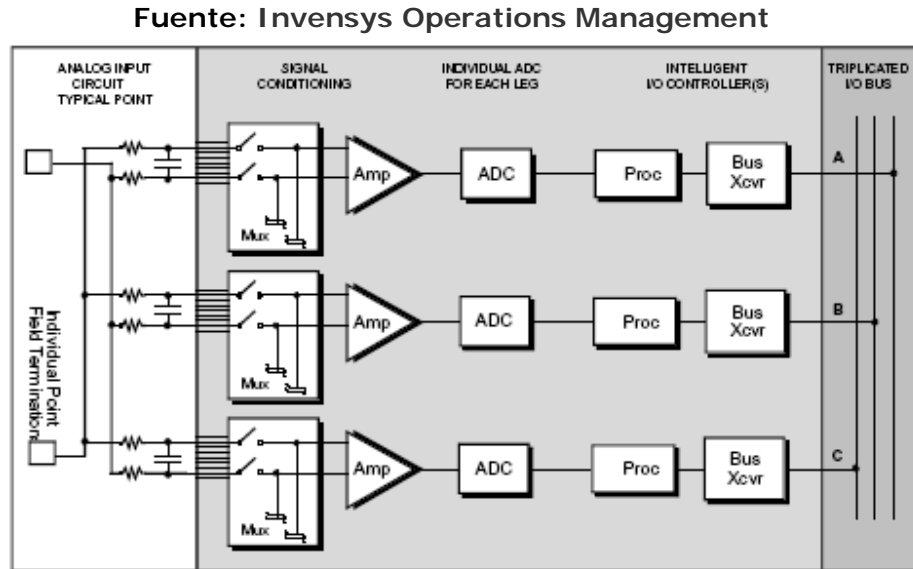 Fuente: Invensys Operations Management
ANALOG INPUT
CIRCUIT
TYPICAL POINT
SIGNAL
CONDITIONING
INDIVIDUAL ADC
FOR EACH LEG
INTELLIGENT
I/O CONTROLLER(S)
TRIPLICATED
I/O BUS
Individual Point
Field Terminations
Mux
Amp
ADC
Proc
Bus
Xcvr
A
Mux
Amp
ADC
Proc
Bus
Xcvr
B
Mux
Amp
ADC
Proc
Bus
Xcvr
C